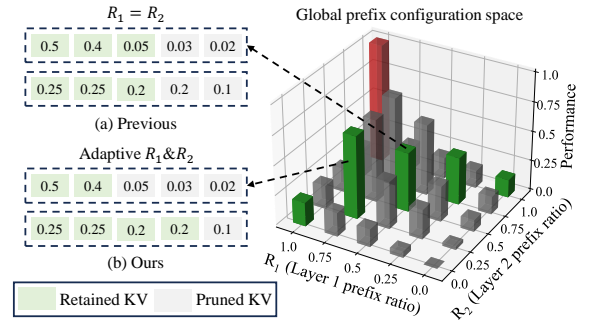 R₁ = R₂
0.5 0.4 0.05 0.03 0.02
0.25 0.25 0.2 0.2 0.1
(a) Previous
Adaptive R₁&R₂
0.5 0.4 0.05 0.03 0.02
0.25 0.25 0.2 0.2 0.1
(b) Ours
Retained KV Pruned KV
Global prefix configuration space
1.0
0.75
0.5
0.25
0.0
Performance
1.0 0.75 0.5 0.25 0.0
R₁ (Layer 1 prefix ratio)
0.0 0.25 0.50 0.75 1.0
R₂ (Layer 2 prefix ratio)